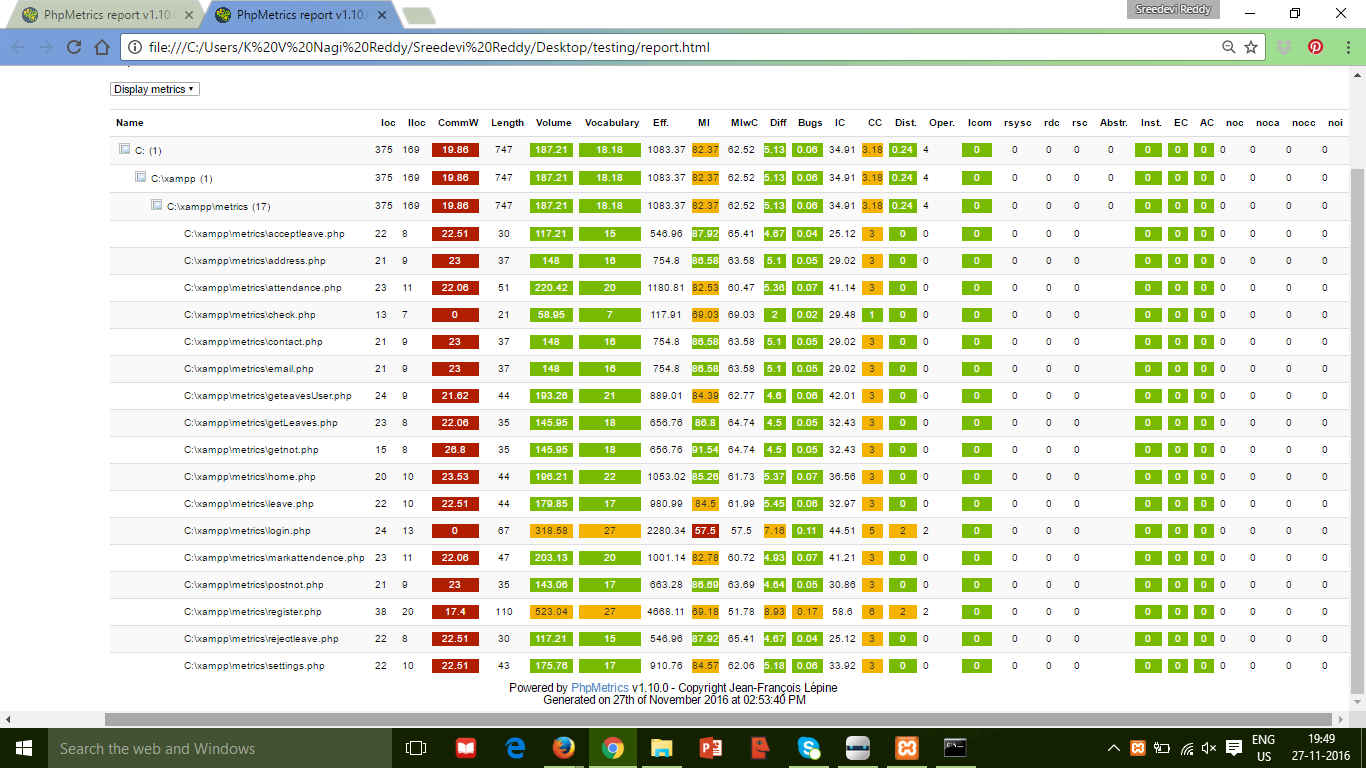 PhpMetrics report v1.10.
PhpMetrics report v1.10.
Sreedevi Reddy
file:///C:/Users/K%20V%20Nagi%20Reddy/Sreedevi%20Reddy/Desktop/testing/report.html
Display metrics
Name loc lloc CommW Length Volume Vocabulary Eff. MI MIwC Diff Bugs IC CC Dist. Oper. lcom rsysc rdc rsc Abstr. Inst. EC AC noc noca nocc noi
C: (1) 375 169 19.86 747 187.21 18.18 1083.37 82.37 62.52 5.13 0.06 34.91 3.18 0.24 4 0 0 0 0 0 0 0 0 0 0 0 0
C:\xampp (1) 375 169 19.86 747 187.21 18.18 1083.37 82.37 62.52 5.13 0.06 34.91 3.18 0.24 4 0 0 0 0 0 0 0 0 0 0 0 0
C:\xampp\metrics (17) 375 169 19.86 747 187.21 18.18 1083.37 82.37 62.52 5.13 0.06 34.91 3.18 0.24 4 0 0 0 0 0 0 0 0 0 0 0 0
C:\xampp\metrics\acceptleave.php 22 8 22.51 30 117.21 15 546.96 87.92 65.41 4.67 0.04 25.12 3 0 0 0 0 0 0 0 0 0 0 0 0 0
C:\xampp\metrics\address.php 21 9 23 37 148 16 754.8 86.58 63.58 5.1 0.05 29.02 3 0 0 0 0 0 0 0 0 0 0 0 0 0
C:\xampp\metrics\attendance.php 23 11 22.06 51 220.42 20 1180.81 82.53 60.47 5.36 0.07 41.14 3 0 0 0 0 0 0 0 0 0 0 0 0 0
C:\xampp\metrics\check.php 13 7 0 21 58.95 7 117.91 69.03 69.03 2 0.02 29.48 1 0 0 0 0 0 0 0 0 0 0 0 0 0
C:\xampp\metrics\contact.php 21 9 23 37 148 16 754.8 86.58 63.58 5.1 0.05 29.02 3 0 0 0 0 0 0 0 0 0 0 0 0 0
C:\xampp\metrics\email.php 21 9 23 37 148 16 754.8 86.58 63.58 5.1 0.05 29.02 3 0 0 0 0 0 0 0 0 0 0 0 0 0
C:\xampp\metrics\geteavesUser.php 24 9 21.62 44 193.26 21 889.01 84.39 62.77 4.6 0.06 42.01 3 0 0 0 0 0 0 0 0 0 0 0 0 0
C:\xampp\metrics\getLeaves.php 23 8 22.06 35 145.95 18 656.76 86.8 64.74 4.5 0.05 32.43 3 0 0 0 0 0 0 0 0 0 0 0 0 0
C:\xampp\metrics\getnot.php 15 8 26.8 35 145.95 18 656.76 91.54 64.74 4.5 0.05 32.43 3 0 0 0 0 0 0 0 0 0 0 0 0 0
C:\xampp\metrics\home.php 20 10 23.53 44 196.21 22 1053.02 85.26 61.73 5.37 0.07 36.56 3 0 0 0 0 0 0 0 0 0 0 0 0 0
C:\xampp\metrics\leave.php 22 10 22.51 44 179.85 17 980.99 84.5 61.99 5.45 0.06 32.97 3 0 0 0 0 0 0 0 0 0 0 0 0 0
C:\xampp\metrics\login.php 24 13 0 67 318.58 27 2280.34 57.5 57.5 7.16 0.11 44.51 5 2 2 0 0 0 0 0 0 0 0 0 0 0
C:\xampp\metrics\markattendence.php 23 11 22.06 47 203.13 20 1001.14 82.78 60.72 4.93 0.07 41.21 3 0 0 0 0 0 0 0 0 0 0 0 0 0
C:\xampp\metrics\postnot.php 21 9 23 35 143.06 17 663.28 86.69 63.69 4.64 0.05 30.86 3 0 0 0 0 0 0 0 0 0 0 0 0 0
C:\xampp\metrics\register.php 38 20 17.4 110 523.04 27 4668.11 69.18 51.78 8.93 0.17 58.6 6 2 2 0 0 0 0 0 0 0 0 0 0 0
C:\xampp\metrics\rejectleave.php 22 8 22.51 30 117.21 15 546.96 87.92 65.41 4.67 0.04 25.12 3 0 0 0 0 0 0 0 0 0 0 0 0 0
C:\xampp\metrics\settings.php 22 10 22.51 43 175.76 17 910.76 84.57 62.06 5.18 0.06 33.92 3 0 0 0 0 0 0 0 0 0 0 0 0 0
Powered by PhpMetrics v1.10.0 - Copyright Jean-François Lépine
Generated on 27th of November 2016 at 02:53:40 PM
Search the web and Windows
ENG
US
19:49
27-11-2016